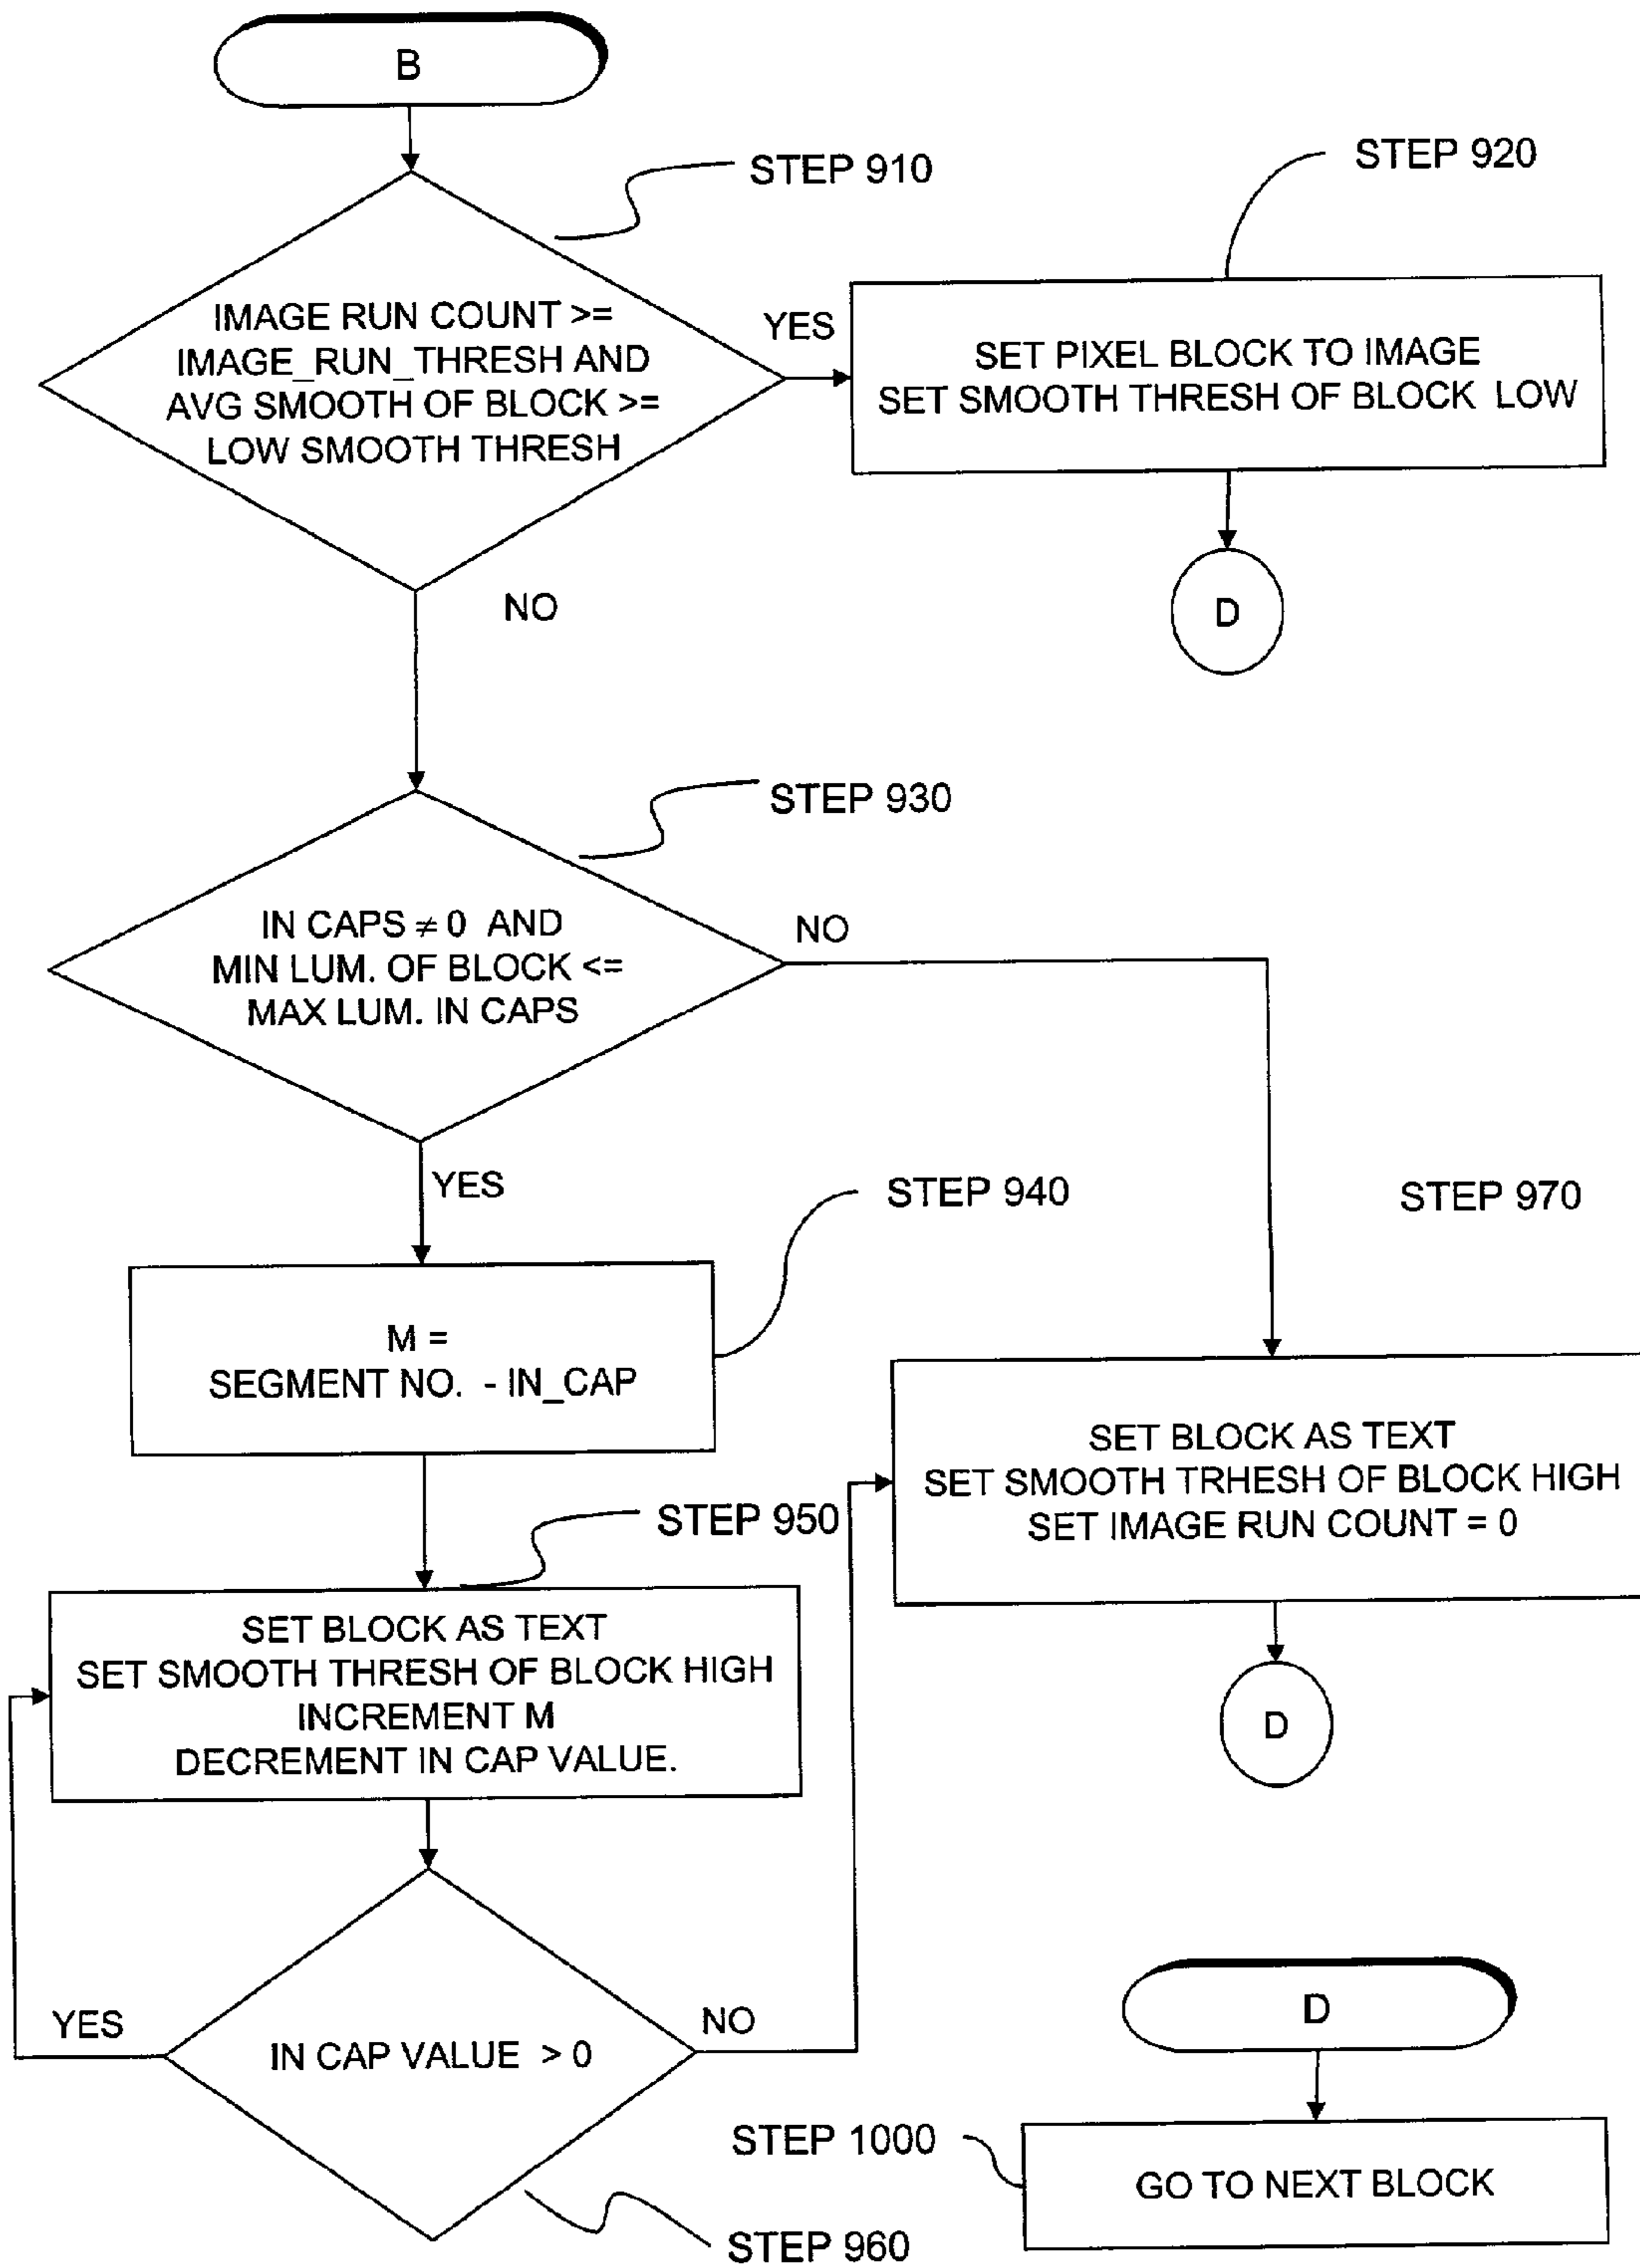 B
STEP 910
STEP 920
IMAGE RUN COUNT >=
IMAGE_RUN_THRESH AND
AVG SMOOTH OF BLOCK >=
LOW SMOOTH THRESH
YES
SET PIXEL BLOCK TO IMAGE
SET SMOOTH THRESH OF BLOCK LOW
D
NO
STEP 930
IN CAPS ≠ 0 AND
MIN LUM. OF BLOCK <=
MAX LUM. IN CAPS
NO
YES
STEP 940
STEP 970
M =
SEGMENT NO. - IN_CAP
SET BLOCK AS TEXT
SET SMOOTH TRHESH OF BLOCK HIGH
SET IMAGE RUN COUNT = 0
STEP 950
SET BLOCK AS TEXT
SET SMOOTH THRESH OF BLOCK HIGH
INCREMENT M
DECREMENT IN CAP VALUE.
D
YES
IN CAP VALUE > 0
NO
D
STEP 1000
GO TO NEXT BLOCK
STEP 960